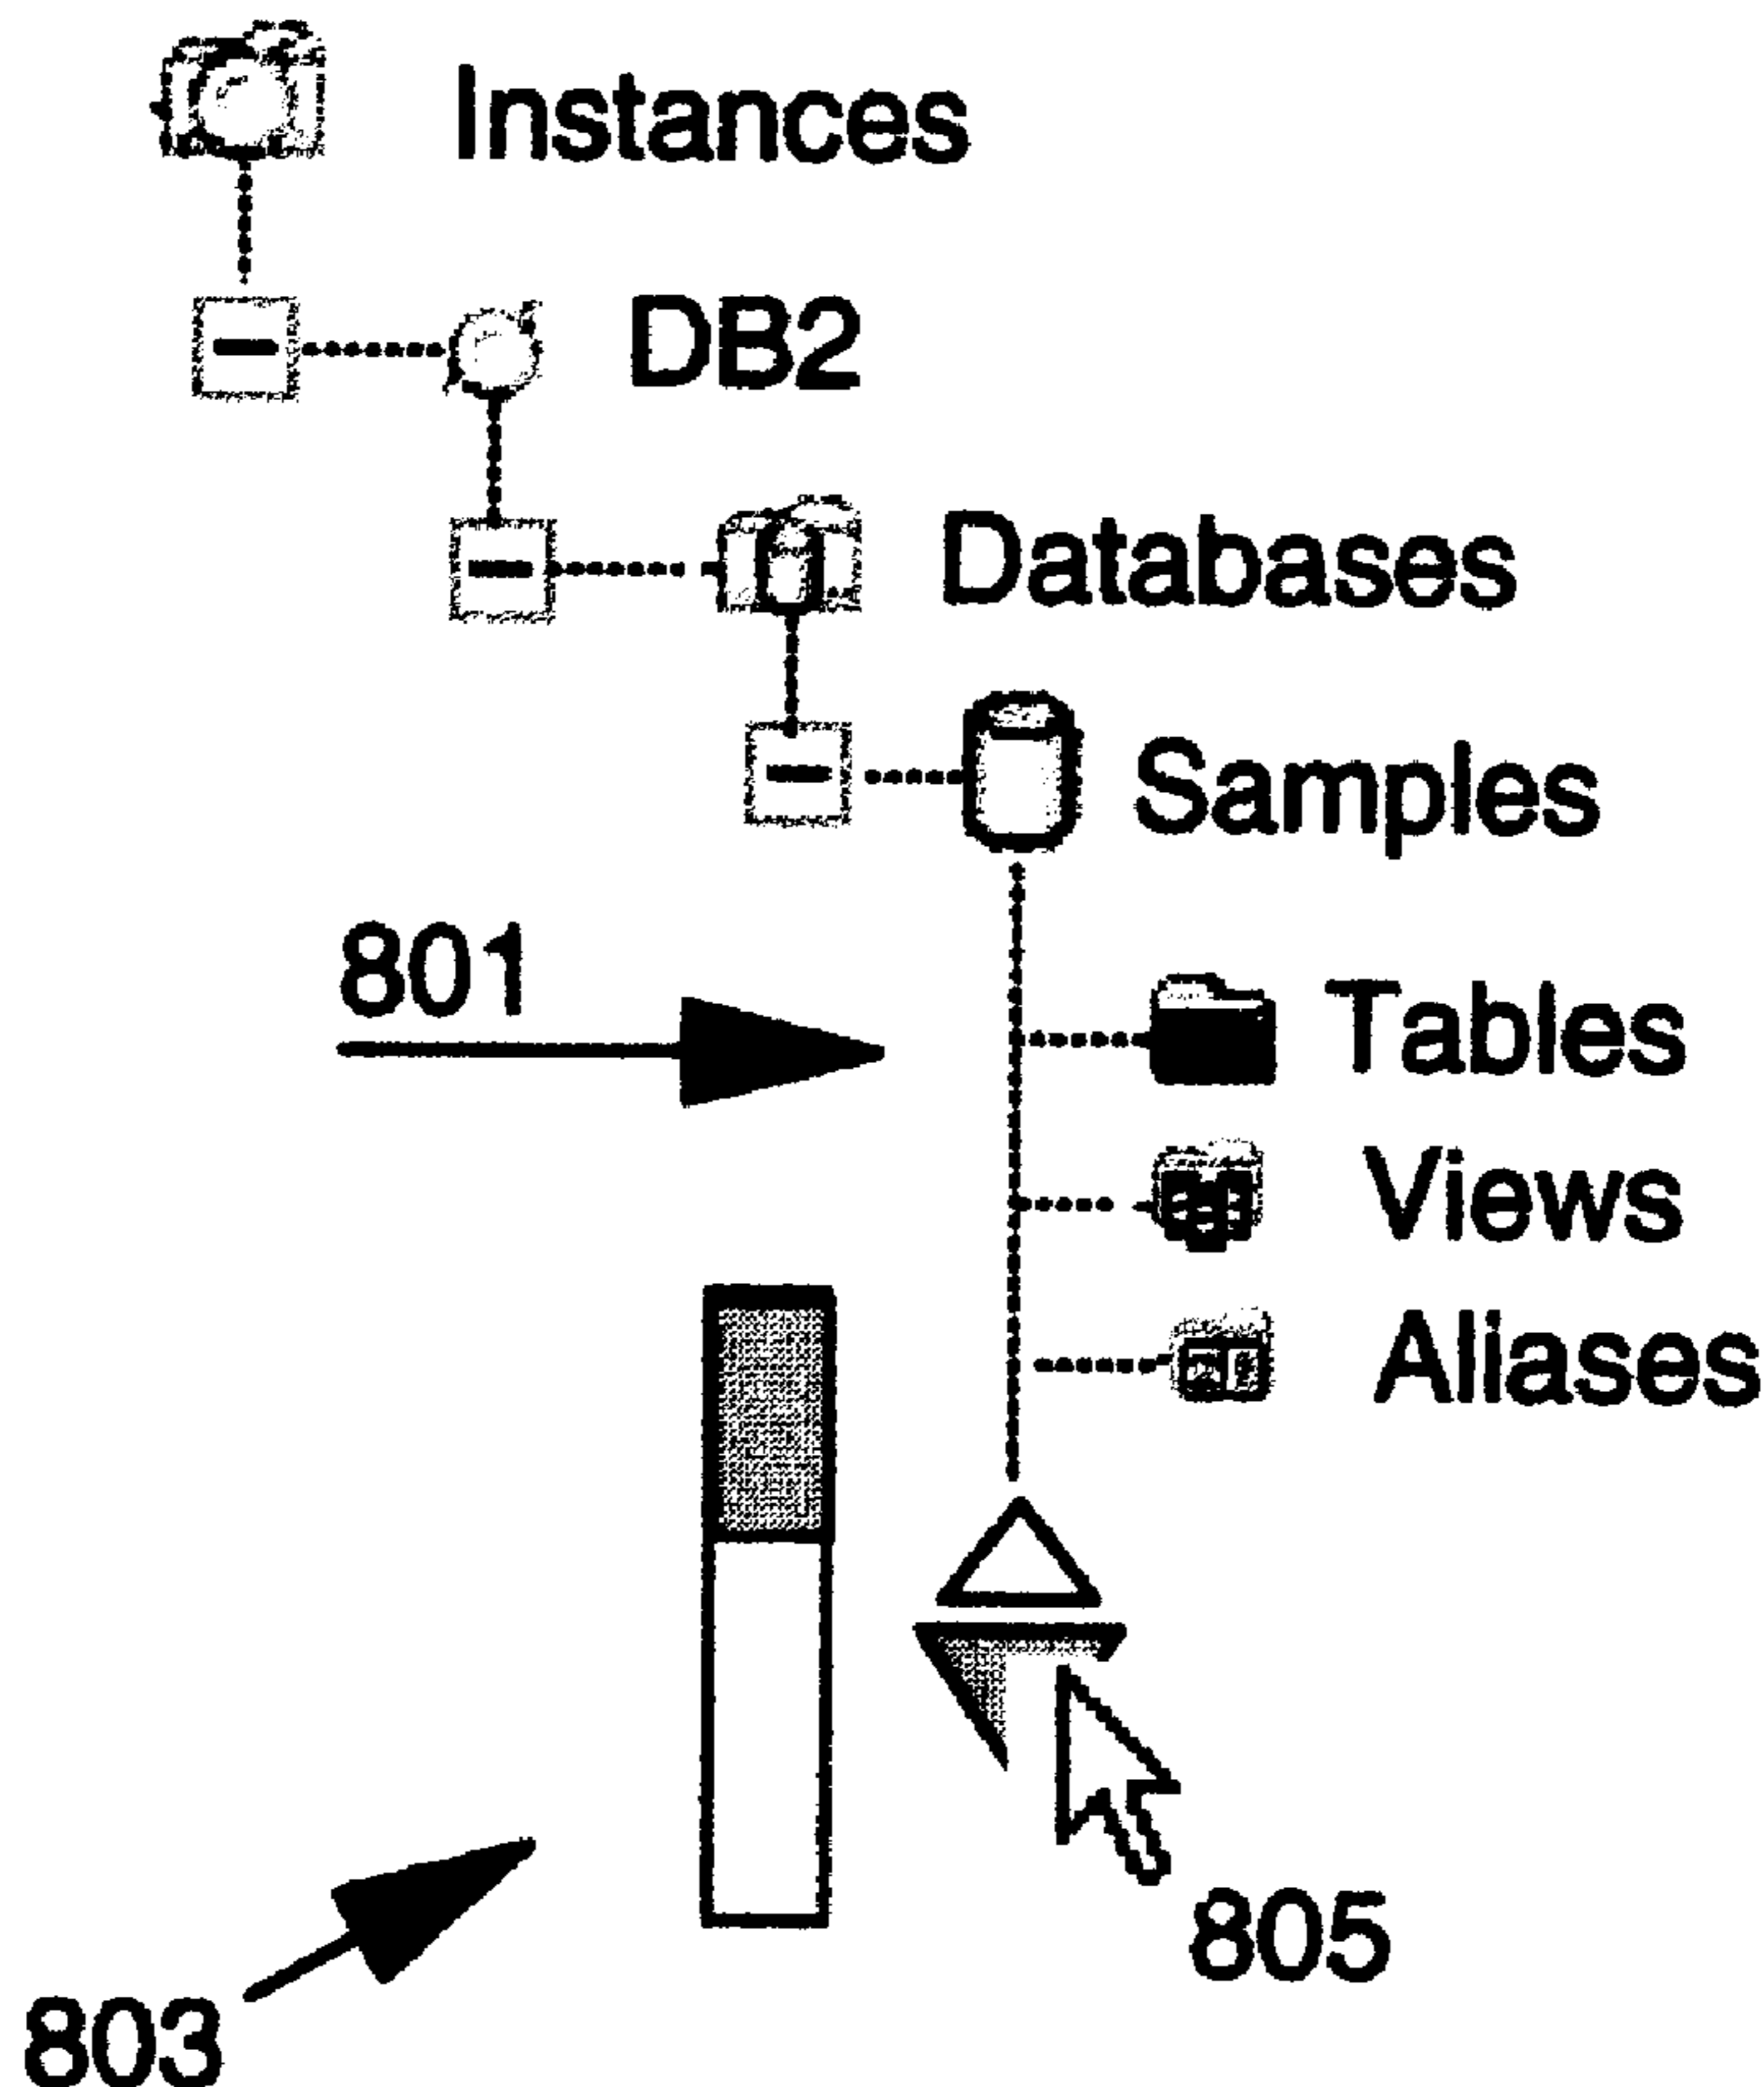 Instances
DB2
Databases
Samples
801
Tables
Views
Aliases
805
803